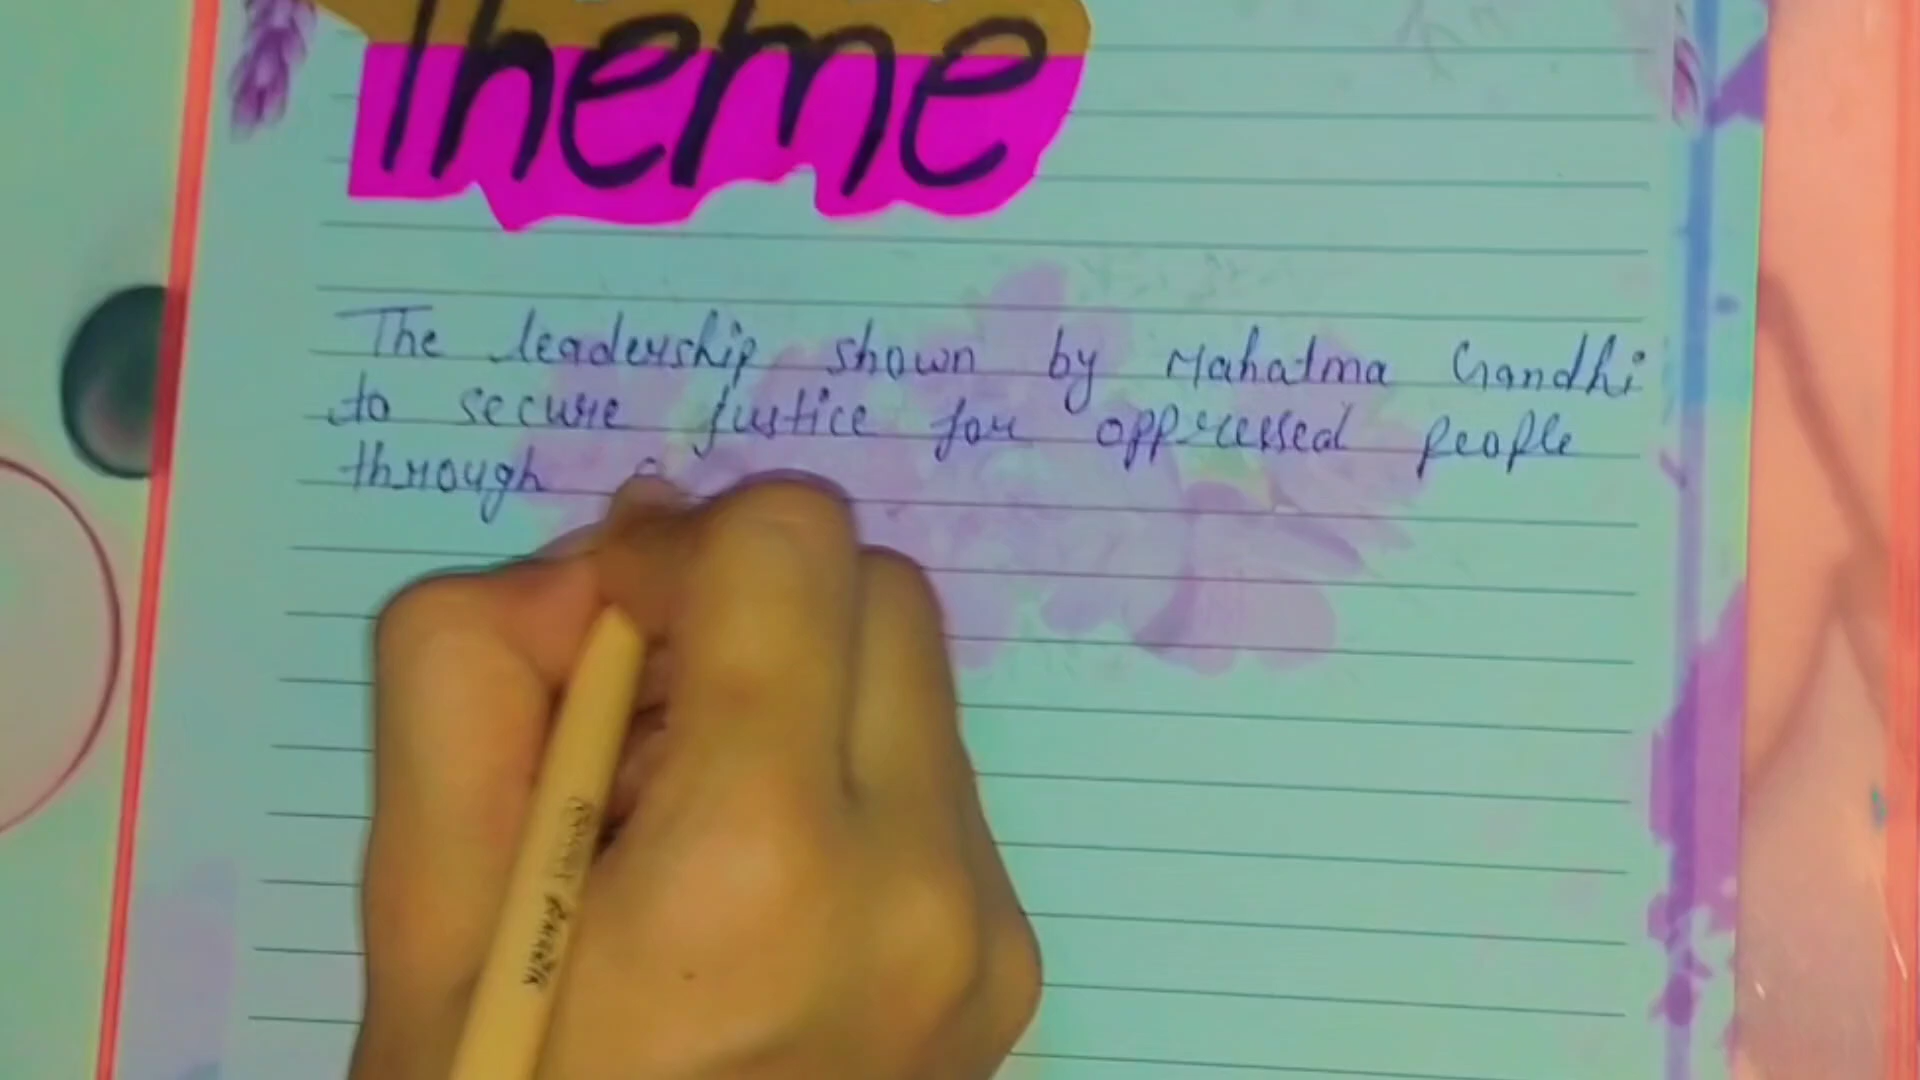 Theme
The leadership shown by Mahatma Gandhi
to secure justice for oppressed people
through